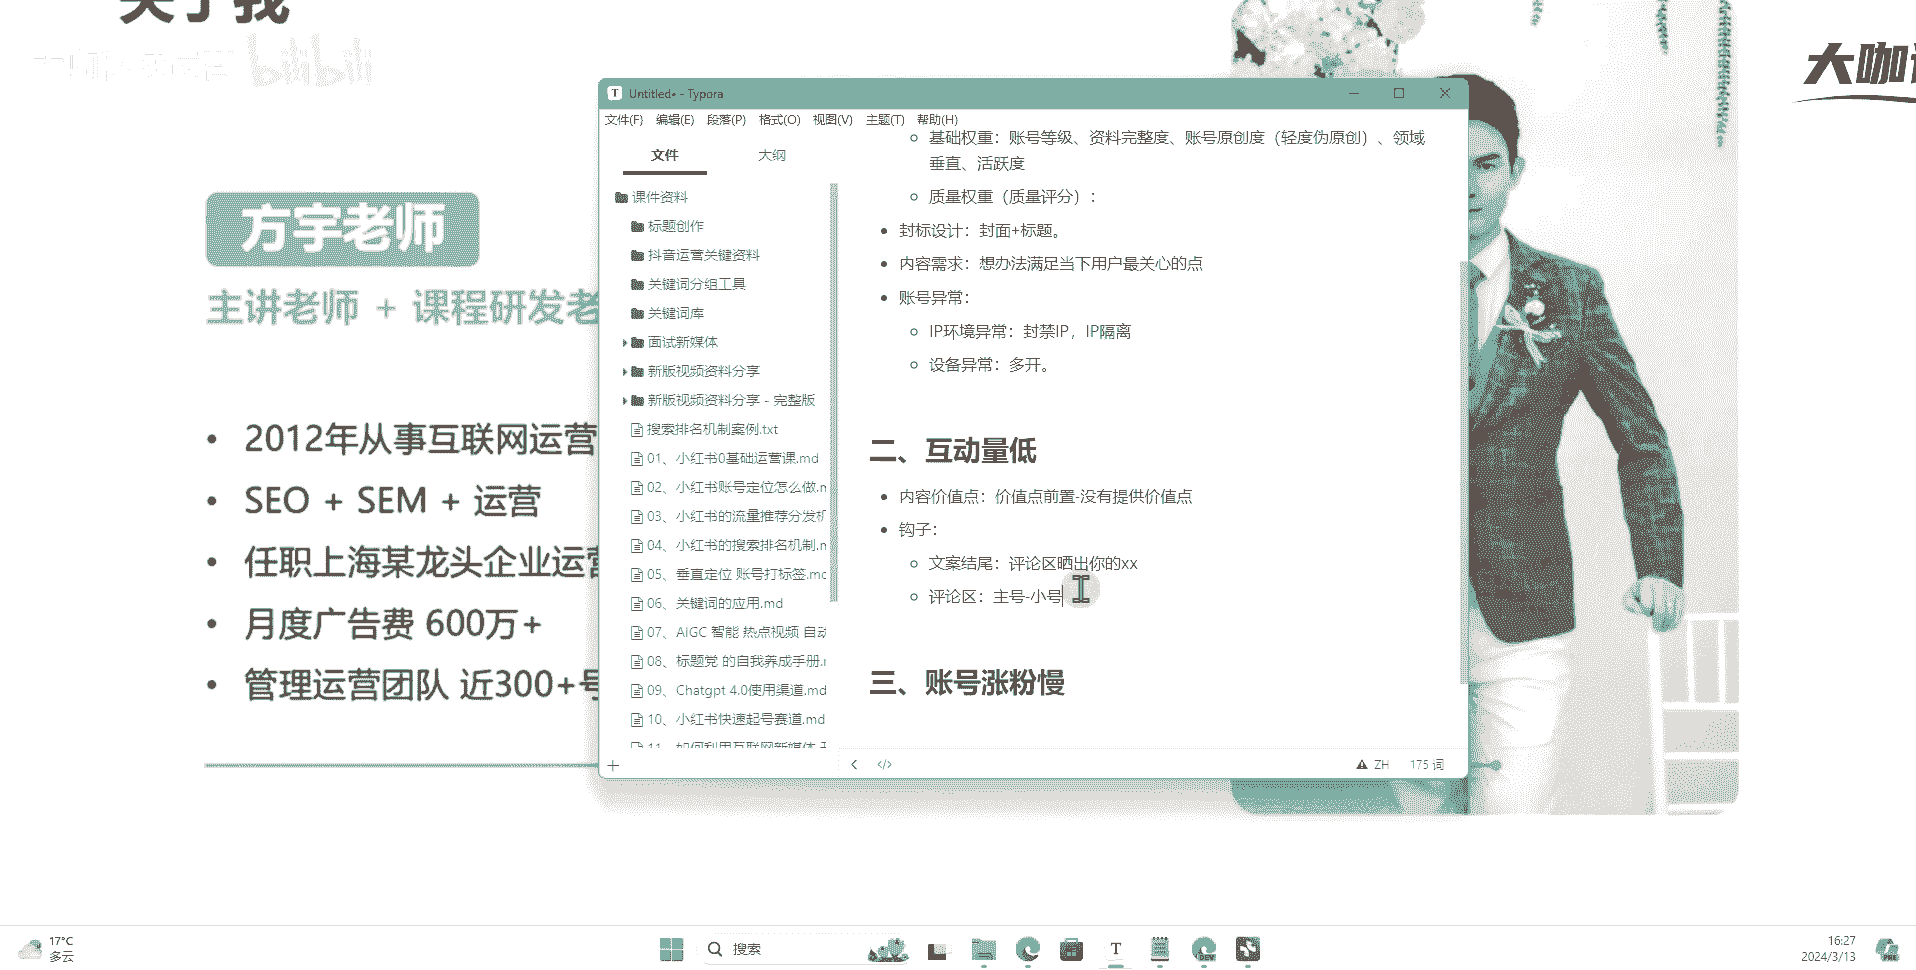 关于我
bilibili
大咖
方宇老师
主讲老师 + 课程研发老
2012年从事互联网运营
SEO + SEM + 运营
任职上海某龙头企业运营
月度广告费 600万+
管理运营团队 近300+号
Untitled• - Typora
文件(F) 编辑(E) 段落(P) 格式(O) 视图(V) 主题(T) 帮助(H)
文件 大纲
课件资料
标题创作
抖音运营关键资料
关键词分组工具
关键词库
面试新媒体
新版视频资料分享
新版视频资料分享 - 完整版
搜索排名机制案例.txt
01、小红书0基础运营课.md
02、小红书账号定位怎么做.m
03、小红书的流量推荐分发机
04、小红书的搜索排名机制.m
05、垂直定位 账号打标签.md
06、关键词的应用.md
07、AIGC 智能 热点视频 自动
08、标题党 的自我养成手册.m
09、Chatgpt 4.0使用渠道.md
10、小红书快速起号赛道.md
11、如何利用互联网新媒体
基础权重：账号等级、资料完整度、账号原创度（轻度伪原创）、领域
垂直、活跃度
质量权重（质量评分）：
封标设计：封面+标题。
内容需求：想办法满足当下用户最关心的点
账号异常：
IP环境异常：封禁IP，IP隔离
设备异常：多开。
二、互动量低
内容价值点：价值点前置-没有提供价值点
钩子：
文案结尾：评论区晒出你的xx
评论区：主号-小号
三、账号涨粉慢
ZH 175 词
17°C
多云
搜索
T
DEV
16:27
2024/3/13
PRE